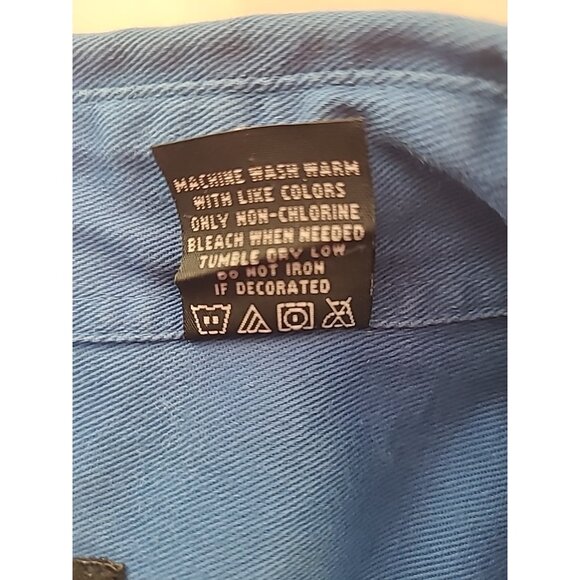 MACHINE WASH WARM
WITH LIKE COLORS
ONLY NON-CHLORINE
BLEACH WHEN NEEDED
TUMBLE DRY LOW
DO NOT IRON
IF DECORATED